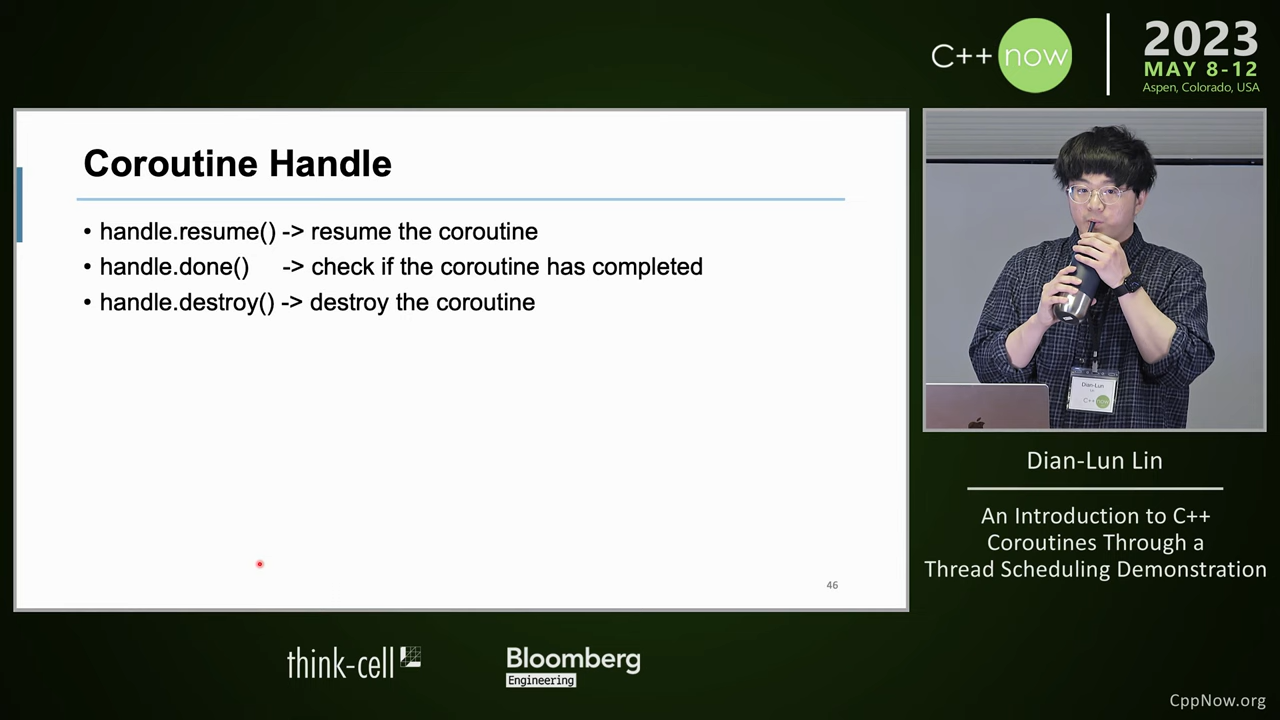 C++ now
2023
MAY 8-12
Aspen, Colorado, USA
Coroutine Handle
• handle.resume() -> resume the coroutine
• handle.done() -> check if the coroutine has completed
• handle.destroy() -> destroy the coroutine
46
Dian-Lun
C++
Dian-Lun Lin
An Introduction to C++
Coroutines Through a
Thread Scheduling Demonstration
think-cell
Bloomberg
Engineering
CppNow.org